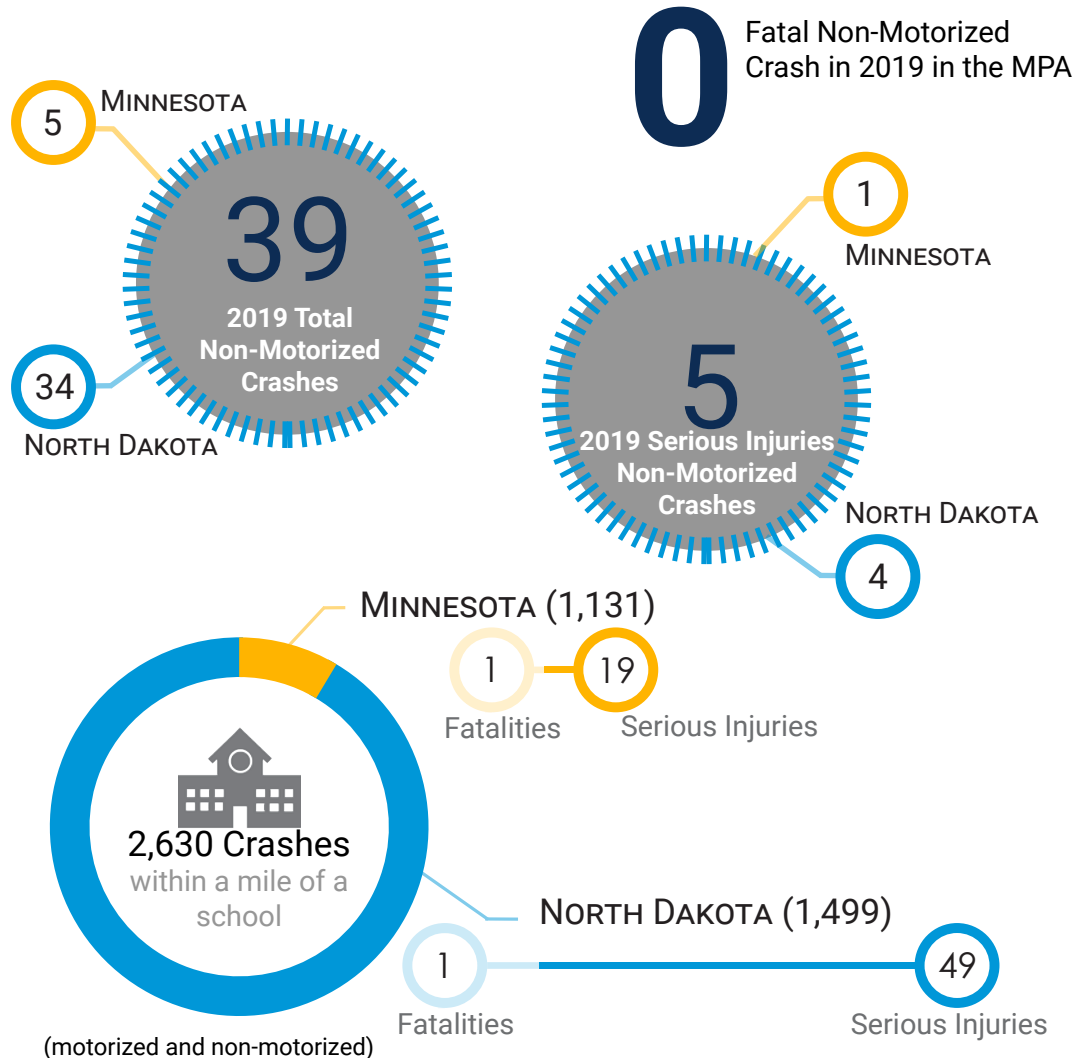 0
Fatal Non-Motorized
Crash in 2019 in the MPA
5
MINNESOTA
39
2019 Total
Non-Motorized
Crashes
34
NORTH DAKOTA
1
MINNESOTA
5
2019 Serious Injuries
Non-Motorized
Crashes
NORTH DAKOTA
4
MINNESOTA (1,131)
1
19
Fatalities
Serious Injuries
2,630 Crashes
within a mile of a
school
NORTH DAKOTA (1,499)
1
49
Fatalities
Serious Injuries
(motorized and non-motorized)